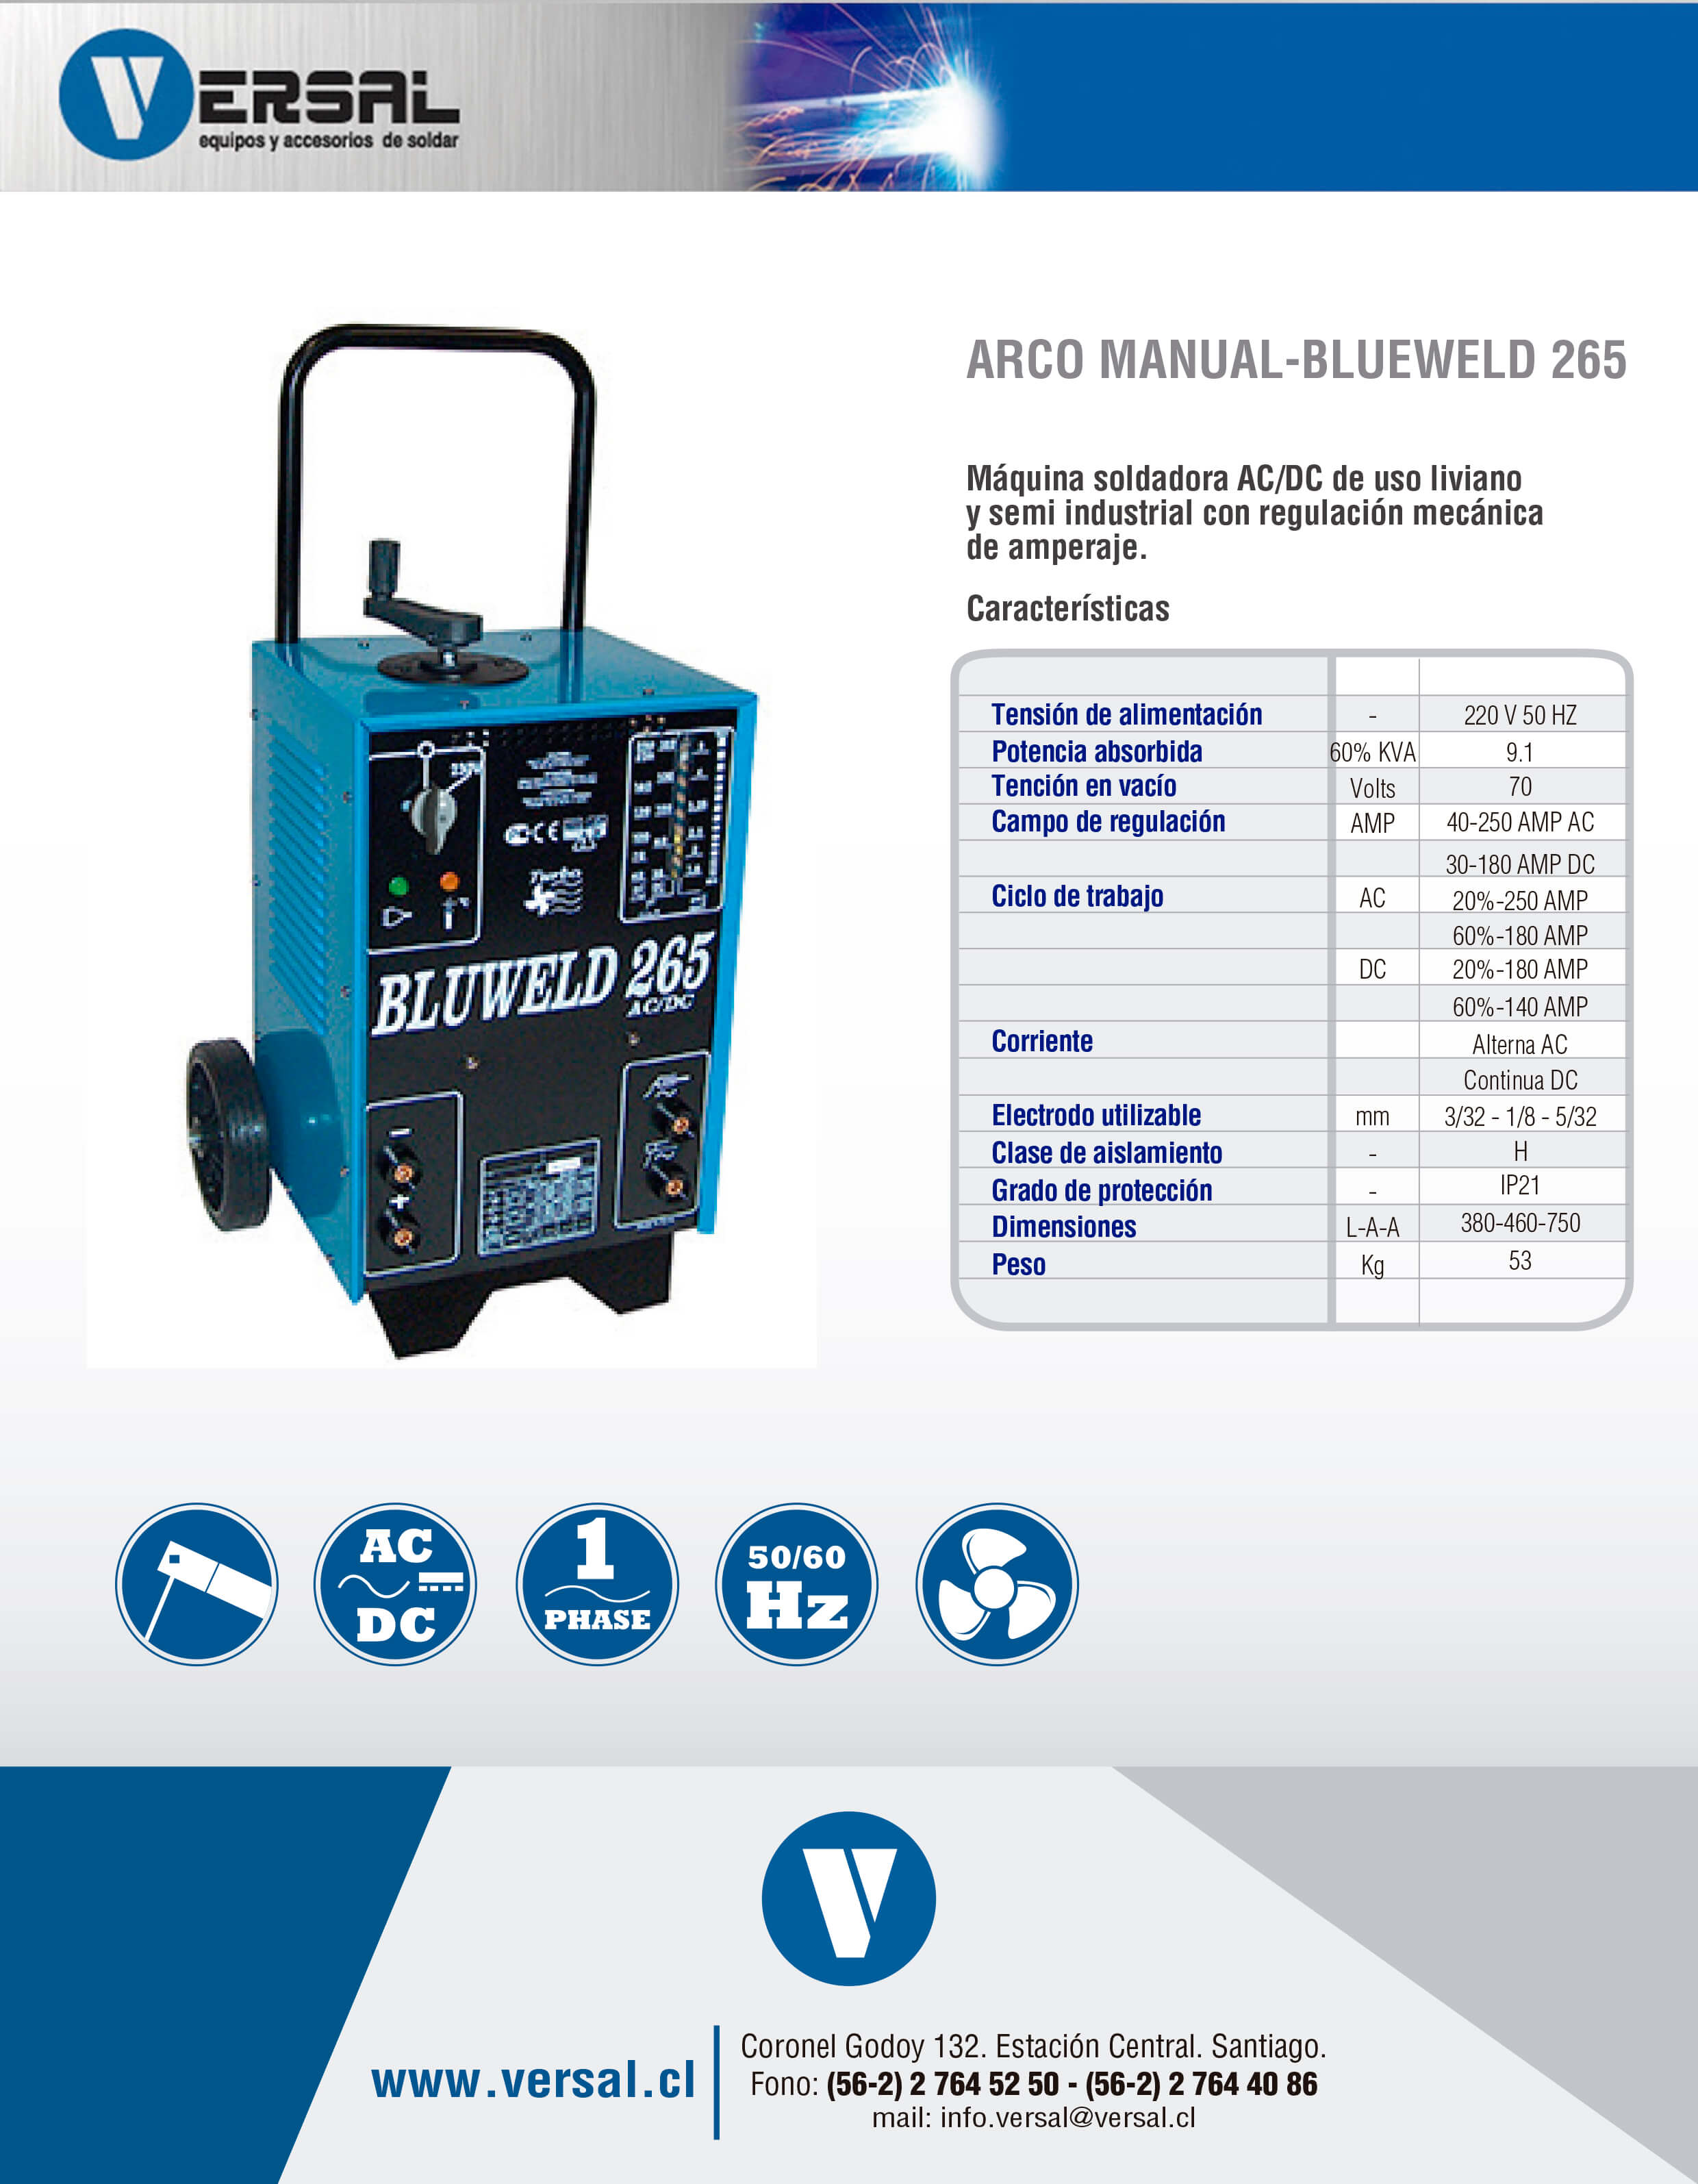 VERSAL
equipos y accesorios de soldar
ARCO MANUAL-BLUEWELD 265
Máquina soldadora AC/DC de uso liviano
y semi industrial con regulación mecánica
de amperaje.
Características
Tensión de alimentación - 220 V 50 HZ
Potencia absorbida 60% KVA 9.1
Tención en vacío Volts 70
Campo de regulación AMP 40-250 AMP AC
30-180 AMP DC
Ciclo de trabajo AC 20%-250 AMP
60%-180 AMP
DC 20%-180 AMP
60%-140 AMP
Corriente Alterna AC
Continua DC
Electrodo utilizable mm 3/32 - 1/8 - 5/32
Clase de aislamiento - H
Grado de protección - IP21
Dimensiones L-A-A 380-460-750
Peso Kg 53
CE
Turbo
BLUWELD 265
AC/DC
-
+
AC
DC
1
PHASE
50/60
Hz
V
www.versal.cl
Coronel Godoy 132. Estación Central. Santiago.
Fono: (56-2) 2 764 52 50 - (56-2) 2 764 40 86
mail: info.versal@versal.cl